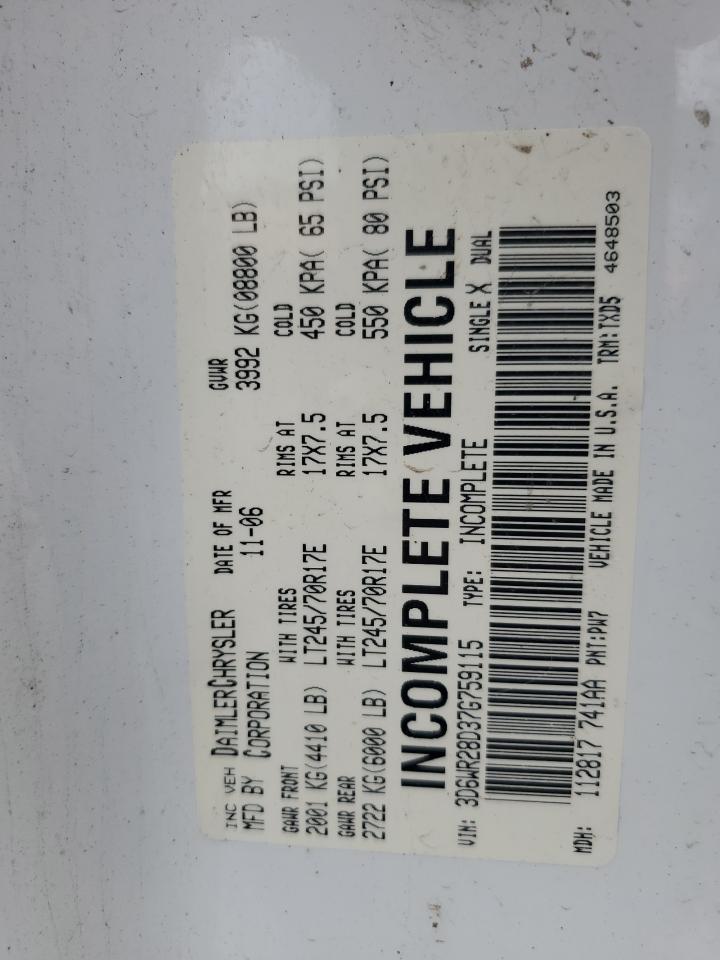 INC VEH DAIMLERCHRYSLER DATE OF MFR GVWR
MFD BY CORPORATION 11-06 3992 KG(08800 LB)
GAWR FRONT WITH TIRES RIMS AT COLD
2001 KG(4410 LB) LT245/70R17E 17X7.5 450 KPA( 65 PSI)
GAWR REAR WITH TIRES RIMS AT COLD
2722 KG(6000 LB) LT245/70R17E 17X7.5 550 KPA( 80 PSI)
INCOMPLETE VEHICLE
VIN: 3D6WR28D37G759115 TYPE: INCOMPLETE SINGLE X DUAL
MDH: 112817 741AA PNT:PW7 VEHICLE MADE IN U.S.A. TRM:TXD5 4648503